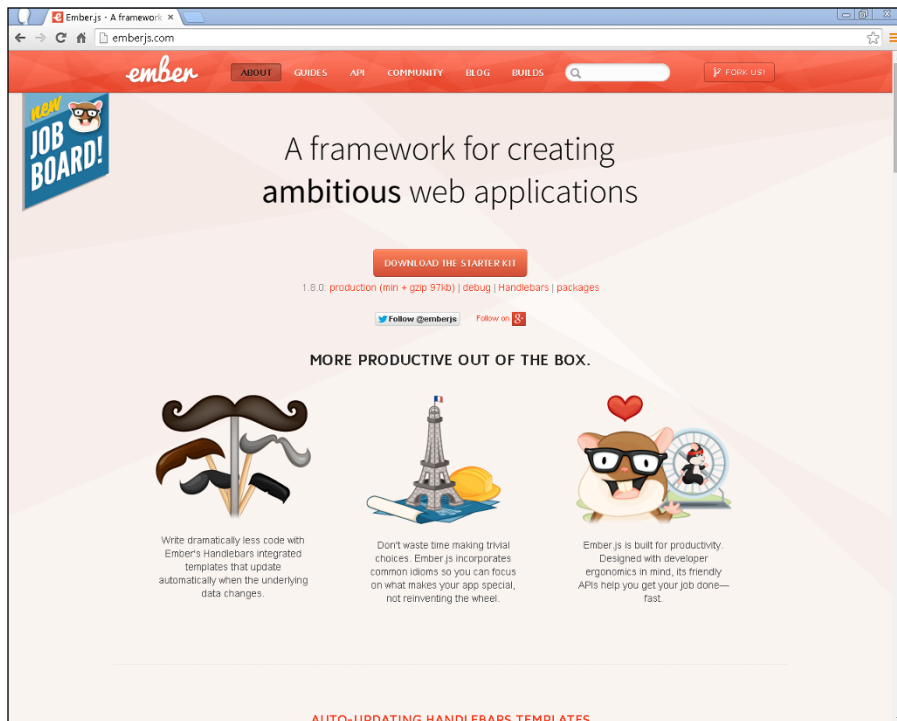 Ember.js - A framework
emberjs.com
ember
ABOUT GUIDES API COMMUNITY BLOG BUILDS
FORK US!
new
JOB
BOARD!
A framework for creating
ambitious web applications
DOWNLOAD THE STARTER KIT
1.8.0: production (min + gzip 97kb) | debug | Handlebars | packages
Follow @emberjs Follow on g+
MORE PRODUCTIVE OUT OF THE BOX.
Write dramatically less code with
Ember's Handlebars integrated
templates that update
automatically when the underlying
data changes.
Don't waste time making trivial
choices. Ember.js incorporates
common idioms so you can focus
on what makes your app special,
not reinventing the wheel.
Ember.js is built for productivity.
Designed with developer
ergonomics in mind, its friendly
APIs help you get your job done—
fast.
AUTO-UPDATING HANDLEBARS TEMPLATES